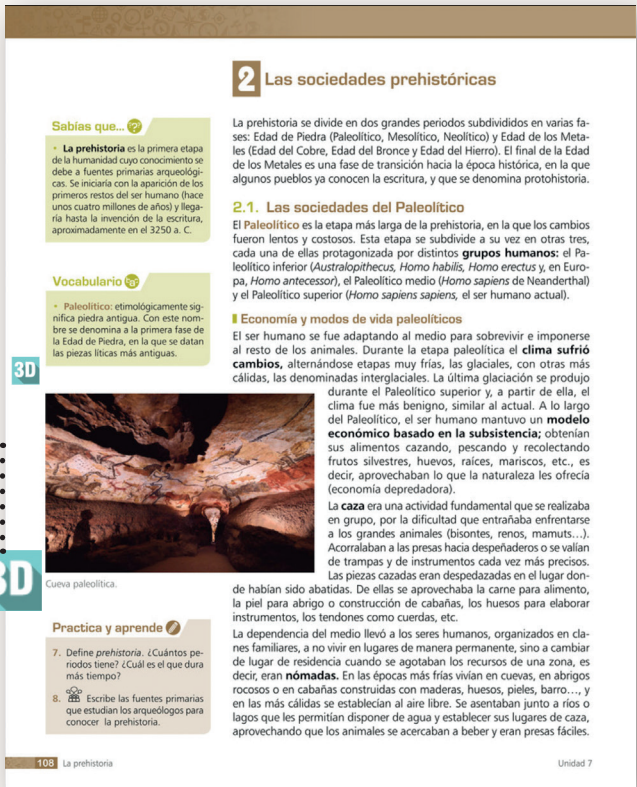 2 Las sociedades prehistóricas
Sabías que... ?
• La prehistoria es la primera etapa
de la humanidad cuyo conocimiento se
debe a fuentes primarias arqueológi-
cas. Se iniciaría con la aparición de los
primeros restos del ser humano (hace
unos cuatro millones de años) y llega-
ría hasta la invención de la escritura,
aproximadamente en el 3250 a. C.
Vocabulario
• Paleolítico: etimológicamente sig-
nifica piedra antigua. Con este nom-
bre se denomina a la primera fase de
la Edad de Piedra, en la que se datan
las piezas líticas más antiguas.
3D
3D
Cueva paleolítica.
Practica y aprende
7. Define prehistoria. ¿Cuántos pe-
riodos tiene? ¿Cuál es el que dura
más tiempo?
8. Escribe las fuentes primarias
que estudian los arqueólogos para
conocer la prehistoria.
La prehistoria se divide en dos grandes periodos subdivididos en varias fa-
ses: Edad de Piedra (Paleolítico, Mesolítico, Neolítico) y Edad de los Meta-
les (Edad del Cobre, Edad del Bronce y Edad del Hierro). El final de la Edad
de los Metales es una fase de transición hacia la época histórica, en la que
algunos pueblos ya conocen la escritura, y que se denomina protohistoria.
2.1. Las sociedades del Paleolítico
El Paleolítico es la etapa más larga de la prehistoria, en la que los cambios
fueron lentos y costosos. Esta etapa se subdivide a su vez en otras tres,
cada una de ellas protagonizada por distintos grupos humanos: el Pa-
leolítico inferior (Australopithecus, Homo habilis, Homo erectus y, en Euro-
pa, Homo antecessor), el Paleolítico medio (Homo sapiens de Neanderthal)
y el Paleolítico superior (Homo sapiens sapiens, el ser humano actual).
Economía y modos de vida paleolíticos
El ser humano se fue adaptando al medio para sobrevivir e imponerse
al resto de los animales. Durante la etapa paleolítica el clima sufrió
cambios, alternándose etapas muy frías, las glaciales, con otras más
cálidas, las denominadas interglaciales. La última glaciación se produjo
durante el Paleolítico superior y, a partir de ella, el
clima fue más benigno, similar al actual. A lo largo
del Paleolítico, el ser humano mantuvo un modelo
económico basado en la subsistencia; obtenían
sus alimentos cazando, pescando y recolectando
frutos silvestres, huevos, raíces, mariscos, etc., es
decir, aprovechaban lo que la naturaleza les ofrecía
(economía depredadora).
La caza era una actividad fundamental que se realizaba
en grupo, por la dificultad que entrañaba enfrentarse
a los grandes animales (bisontes, renos, mamuts…).
Acorralaban a las presas hacia despeñaderos o se valían
de trampas y de instrumentos cada vez más precisos.
Las piezas cazadas eran despedazadas en el lugar don-
de habían sido abatidas. De ellas se aprovechaba la carne para alimento,
la piel para abrigo o construcción de cabañas, los huesos para elaborar
instrumentos, los tendones como cuerdas, etc.
La dependencia del medio llevó a los seres humanos, organizados en cla-
nes familiares, a no vivir en lugares de manera permanente, sino a cambiar
de lugar de residencia cuando se agotaban los recursos de una zona, es
decir, eran nómadas. En las épocas más frías vivían en cuevas, en abrigos
rocosos o en cabañas construidas con maderas, huesos, pieles, barro…, y
en las más cálidas se establecían al aire libre. Se asentaban junto a ríos o
lagos que les permitían disponer de agua y establecer sus lugares de caza,
aprovechando que los animales se acercaban a beber y eran presas fáciles.
108 La prehistoria
Unidad 7